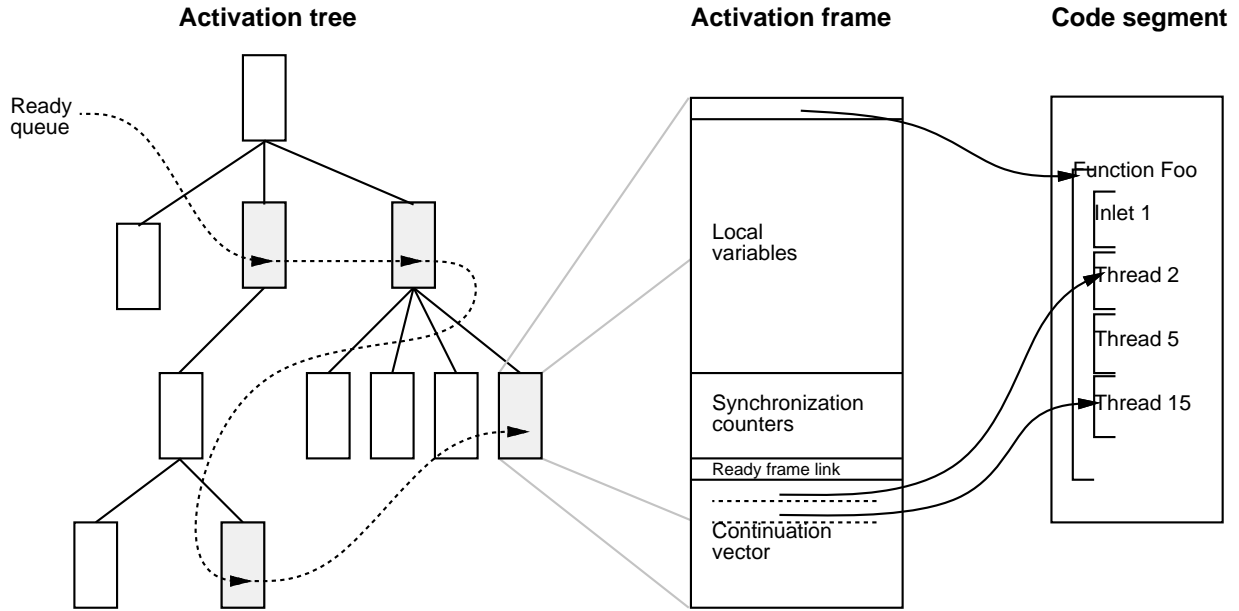 Activation tree
Activation frame
Code segment
Ready
queue
Local
variables
Synchronization
counters
Ready frame link
Continuation
vector
Function Foo
Inlet 1
Thread 2
Thread 5
Thread 15